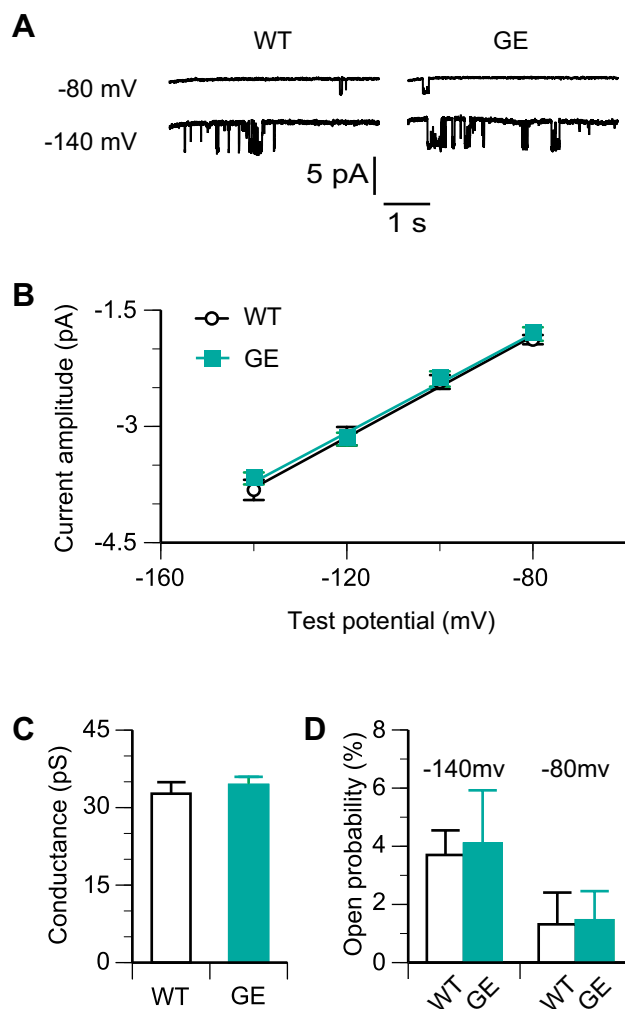 A
WT GE
-80 mV
-140 mV
5 pA
1 s
B
Current amplitude (pA)
-1.5
-3
-4.5
WT
GE
-160 -120 -80
Test potential (mV)
C
Conductance (pS)
45
30
15
0
WT GE
D
Open probability (%)
8
6
4
2
0
-140mv -80mv
WT GE WT GE